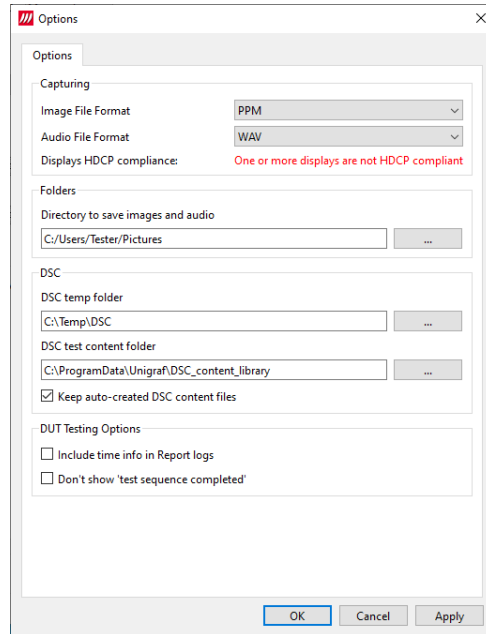 Options
Options
Capturing
Image File Format PPM
Audio File Format WAV
Displays HDCP compliance: One or more displays are not HDCP compliant
Folders
Directory to save images and audio
C:/Users/Tester/Pictures ...
DSC
DSC temp folder
C:\Temp\DSC ...
DSC test content folder
C:\ProgramData\Unigraf\DSC_content_library ...
Keep auto-created DSC content files
DUT Testing Options
Include time info in Report logs
Don't show 'test sequence completed'
OK Cancel Apply